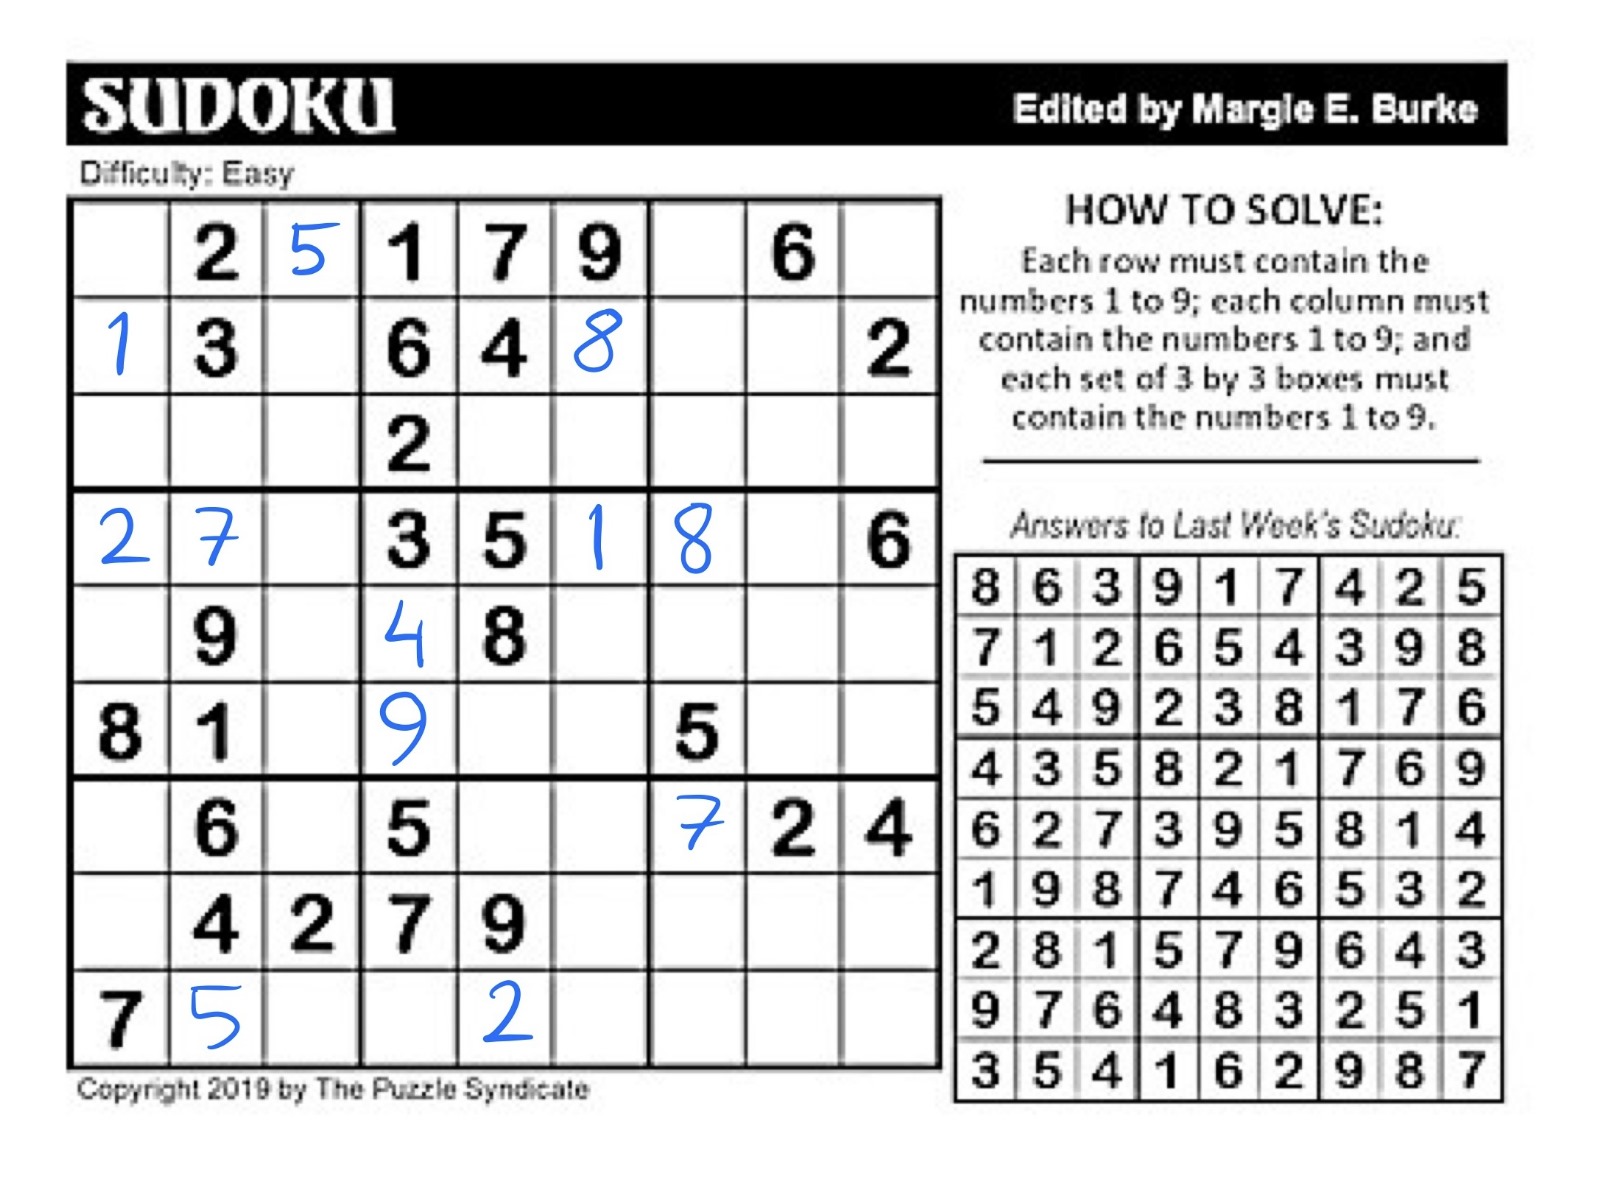 SUDOKU Edited by Margie E. Burke
Difficulty: Easy
2 5 1 7 9 6
1 3 6 4 8 2
2
2 7 3 5 1 8 6
9 4 8
8 1 9 5
6 5 7 2 4
4 2 7 9
7 5 2
Copyright 2019 by The Puzzle Syndicate
HOW TO SOLVE:
Each row must contain the
numbers 1 to 9; each column must
contain the numbers 1 to 9; and
each set of 3 by 3 boxes must
contain the numbers 1 to 9.
Answers to Last Week's Sudoku:
8 6 3 9 1 7 4 2 5
7 1 2 6 5 4 3 9 8
5 4 9 2 3 8 1 7 6
4 3 5 8 2 1 7 6 9
6 2 7 3 9 5 8 1 4
1 9 8 7 4 6 5 3 2
2 8 1 5 7 9 6 4 3
9 7 6 4 8 3 2 5 1
3 5 4 1 6 2 9 8 7